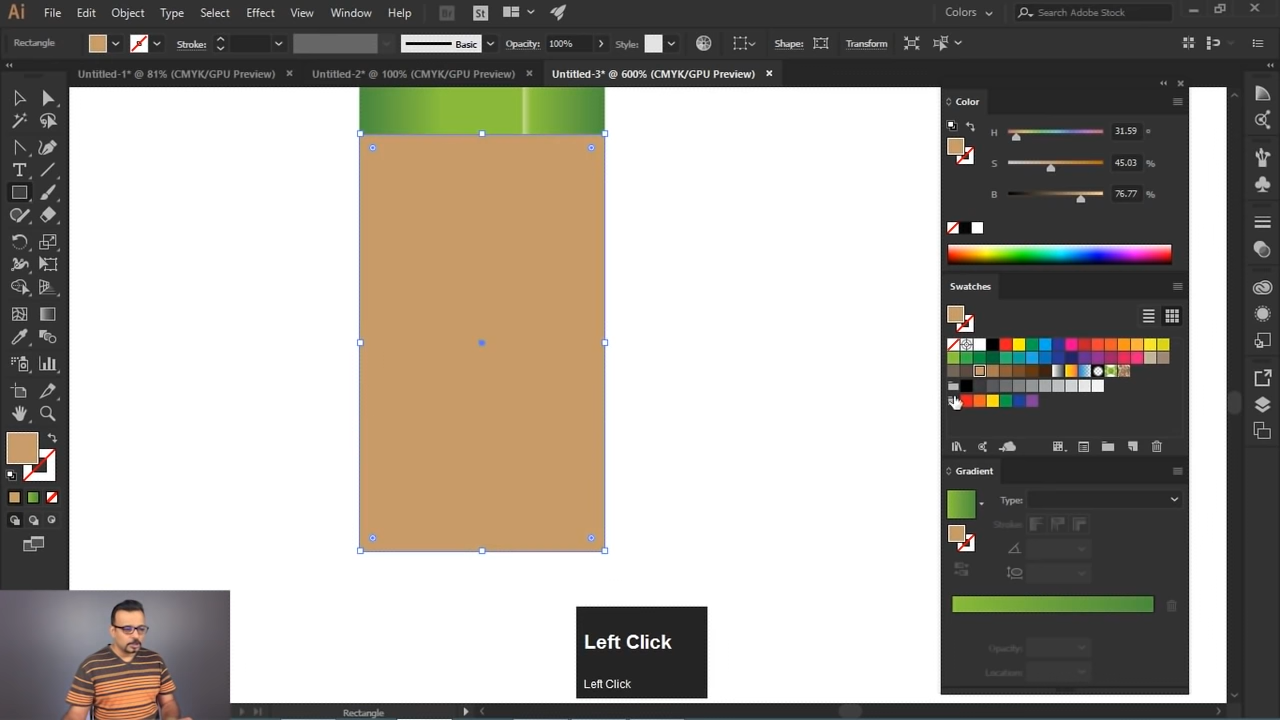 Ai File Edit Object Type Select Effect View Window Help Br St Colors Search Adobe Stock
Rectangle Stroke: Basic Opacity: 100% Style: Shape: Transform
Untitled-1* @ 81% (CMYK/GPU Preview) Untitled-2* @ 100% (CMYK/GPU Preview) Untitled-3* @ 600% (CMYK/GPU Preview)
Color
H 31.59 °
S 45.03 %
B 76.77 %
Swatches
Gradient
Type:
Stroke:
Opacity:
Location:
Left Click
Left Click
Rectangle